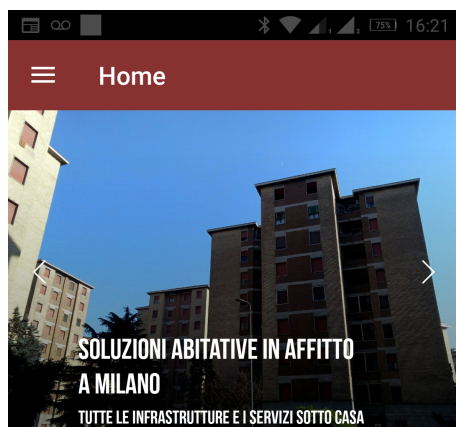 75% 16:21
Home
SOLUZIONI ABITATIVE IN AFFITTO
A MILANO
TUTTE LE INFRASTRUTTURE E I SERVIZI SOTTO CASA